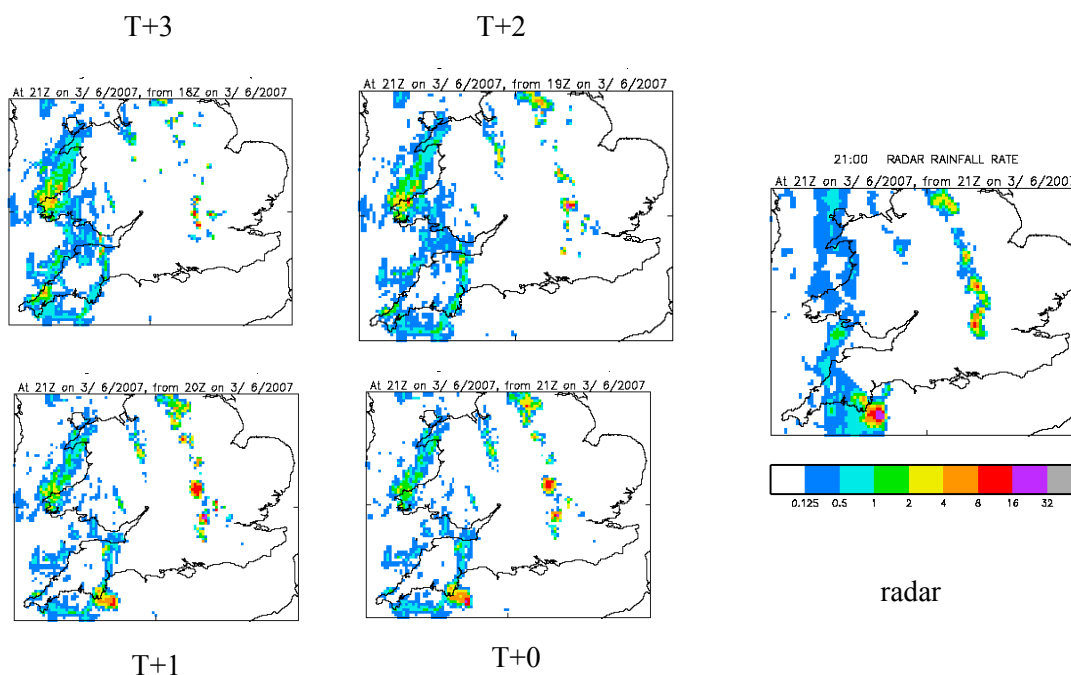 T+3
T+2
At 21Z on 3/ 6/2007, from 18Z on 3/ 6/2007
At 21Z on 3/ 6/2007, from 19Z on 3/ 6/2007
21:00 RADAR RAINFALL RATE
At 21Z on 3/ 6/2007, from 21Z on 3/ 6/2007
At 21Z on 3/ 6/2007, from 20Z on 3/ 6/2007
At 21Z on 3/ 6/2007, from 21Z on 3/ 6/2007
0.125 0.5 1 2 4 8 16 32
radar
T+1
T+0